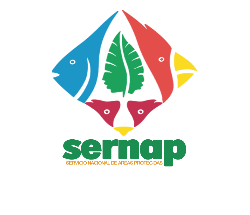 sernap
SERVICIO NACIONAL DE AREAS PROTEGIDAS